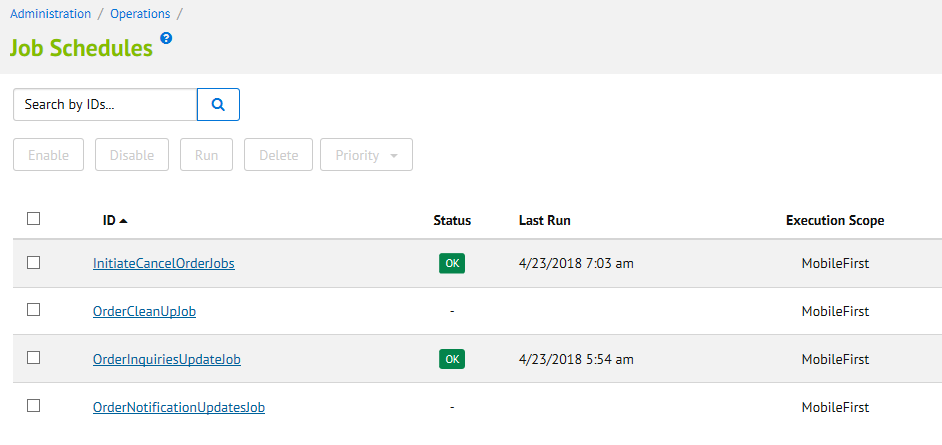 Administration / Operations /
Job Schedules ?
Search by IDs...
Enable Disable Run Delete Priority
ID Status Last Run Execution Scope
InitiateCancelOrderJobs OK 4/23/2018 7:03 am MobileFirst
OrderCleanUpJob - MobileFirst
OrderInquiriesUpdateJob OK 4/23/2018 5:54 am MobileFirst
OrderNotificationUpdatesJob - MobileFirst